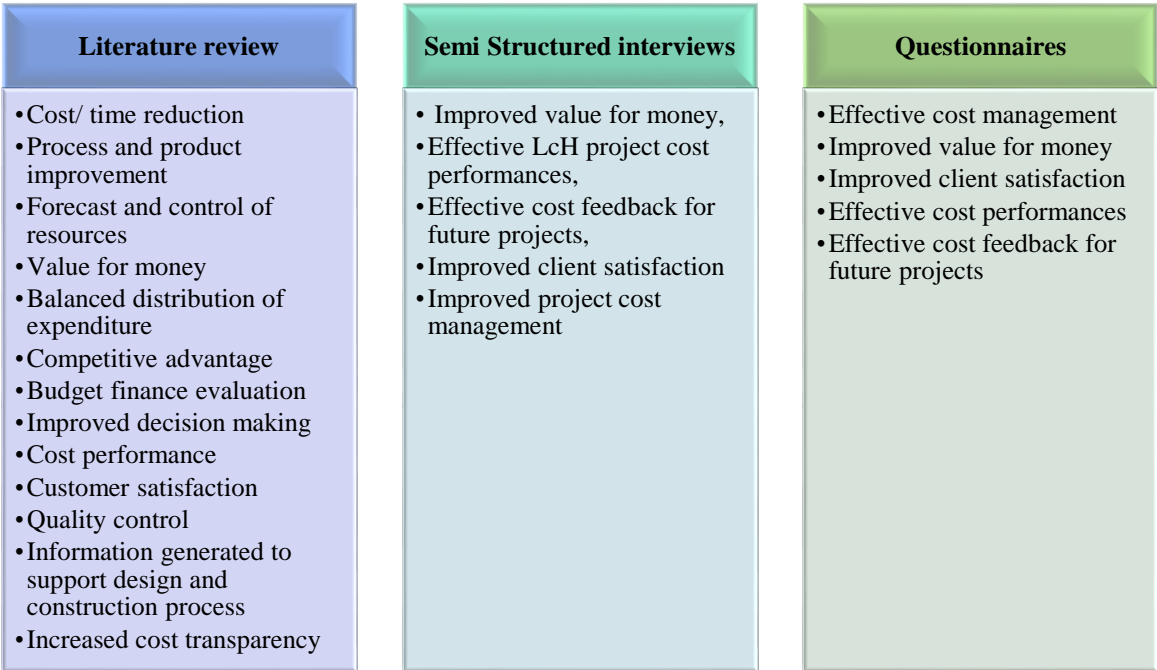 Literature review
•Cost/ time reduction
•Process and product
improvement
•Forecast and control of
resources
•Value for money
•Balanced distribution of
expenditure
•Competitive advantage
•Budget finance evaluation
•Improved decision making
•Cost performance
•Customer satisfaction
•Quality control
•Information generated to
support design and
construction process
•Increased cost transparency
Semi Structured interviews
• Improved value for money,
•Effective LcH project cost
performances,
•Effective cost feedback for
future projects,
•Improved client satisfaction
•Improved project cost
management
Questionnaires
•Effective cost management
•Improved value for money
•Improved client satisfaction
•Effective cost performances
•Effective cost feedback for
future projects